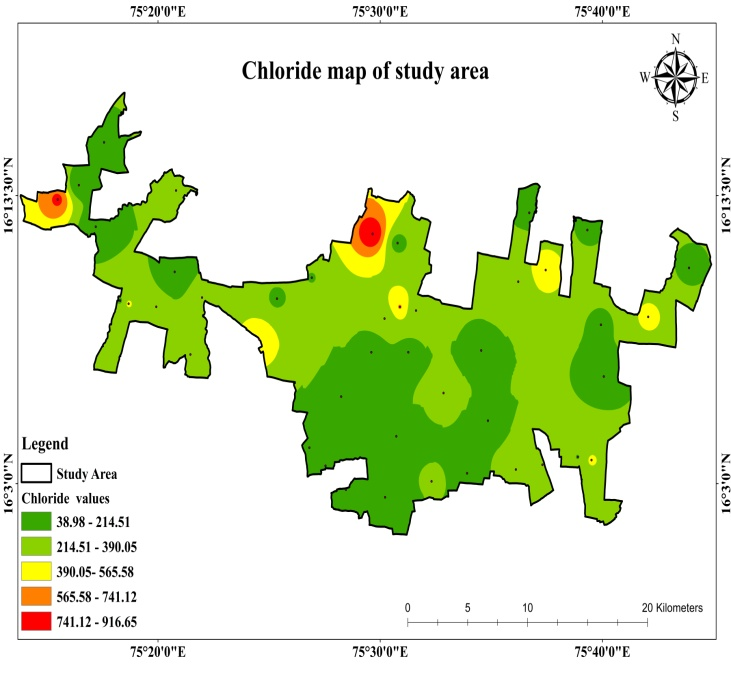 75°20'0"E 75°30'0"E 75°40'0"E
Chloride map of study area
N
W E
S
16°13'30"N 16°13'30"N
Legend
Study Area
Chloride values
38.98 - 214.51
214.51 - 390.05
390.05- 565.58
565.58 - 741.12
741.12 - 916.65
16°3'0"N 16°3'0"N
0 5 10 20 Kilometers
75°20'0"E 75°30'0"E 75°40'0"E